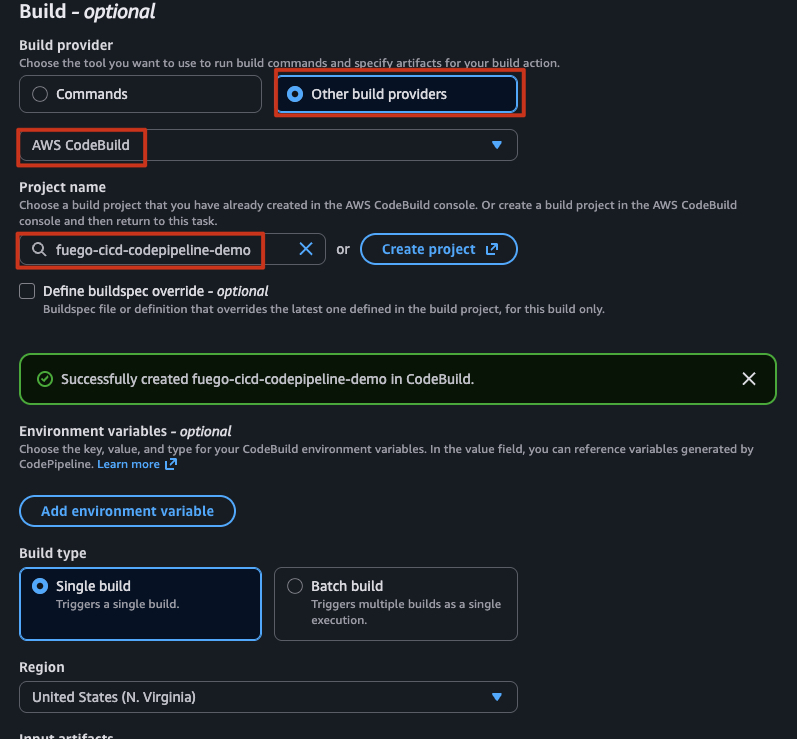 Build - optional
Build provider
Choose the tool you want to use to run build commands and specify artifacts for your build action.
Commands
Other build providers
AWS CodeBuild
Project name
Choose a build project that you have already created in the AWS CodeBuild console. Or create a build project in the AWS CodeBuild
console and then return to this task.
fuego-cicd-codepipeline-demo
or
Create project
Define buildspec override - optional
Buildspec file or definition that overrides the latest one defined in the build project, for this build only.
Successfully created fuego-cicd-codepipeline-demo in CodeBuild.
Environment variables - optional
Choose the key, value, and type for your CodeBuild environment variables. In the value field, you can reference variables generated by
CodePipeline. Learn more
Add environment variable
Build type
Single build
Triggers a single build.
Batch build
Triggers multiple builds as a single
execution.
Region
United States (N. Virginia)
Input artifacts